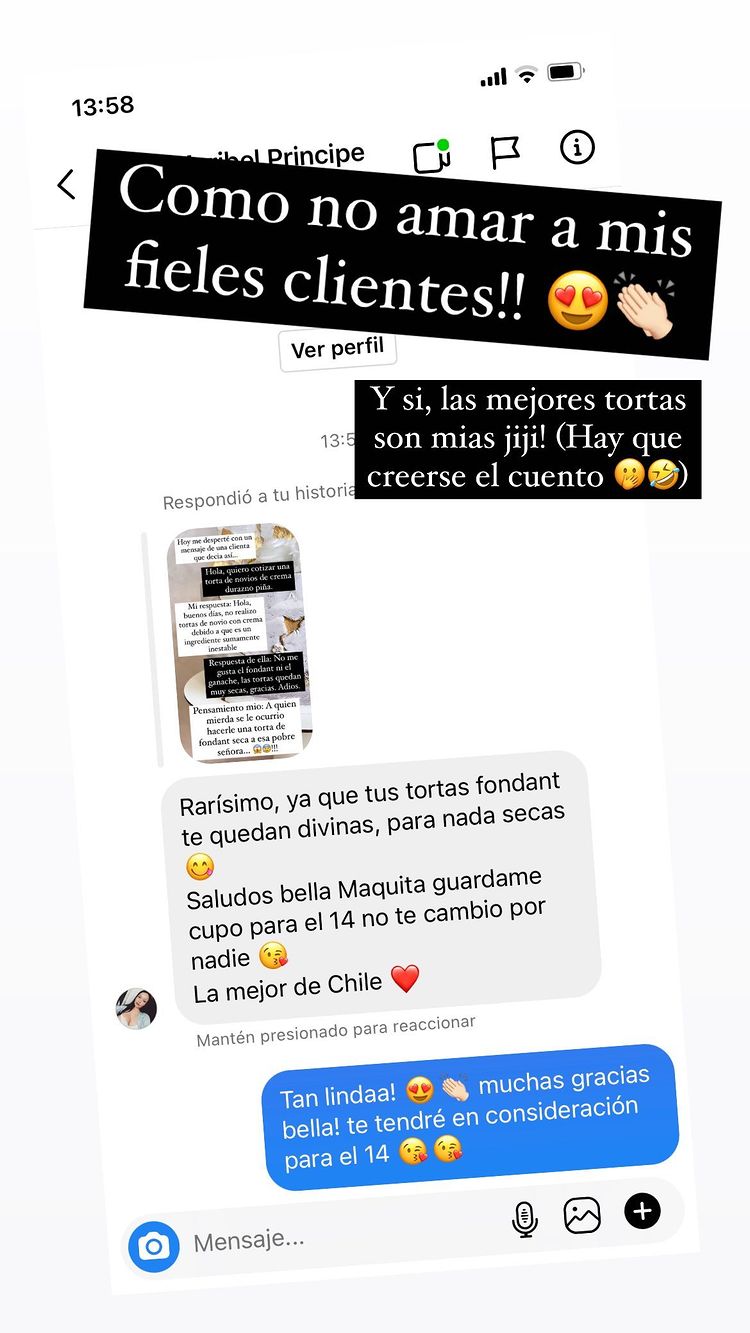 13:58
Principe
Como no amar a mis
fieles clientes!! 😍👏🏻
Ver perfil
Y si, las mejores tortas
son mias jiji! (Hay que
creerse el cuento 🤭🤣)
13:5
Respondió a tu historia
Hoy me desperté con un
mensaje de una clienta
que decia así...
Hola, quiero cotizar una
torta de novios de crema
durazno piña.
Mi respuesta: Hola,
buenos días, no realizo
tortas de novio con crema
debido a que es un
ingrediente sumamente
inestable
Respuesta de ella: No me
gusta el fondant ni el
ganache, las tortas quedan
muy secas, gracias. Adios.
Pensamiento mio: A quien
mierda se le ocurrio
hacerle una torta de
fondant seca a esa pobre
señora... 😱😰!!!
Rarísimo, ya que tus tortas fondant
te quedan divinas, para nada secas
😋
Saludos bella Maquita guardame
cupo para el 14 no te cambio por
nadie 😘
La mejor de Chile ❤️
Mantén presionado para reaccionar
Tan lindaa! 😍👏🏻 muchas gracias
bella! te tendré en consideración
para el 14 😘😘
Mensaje...